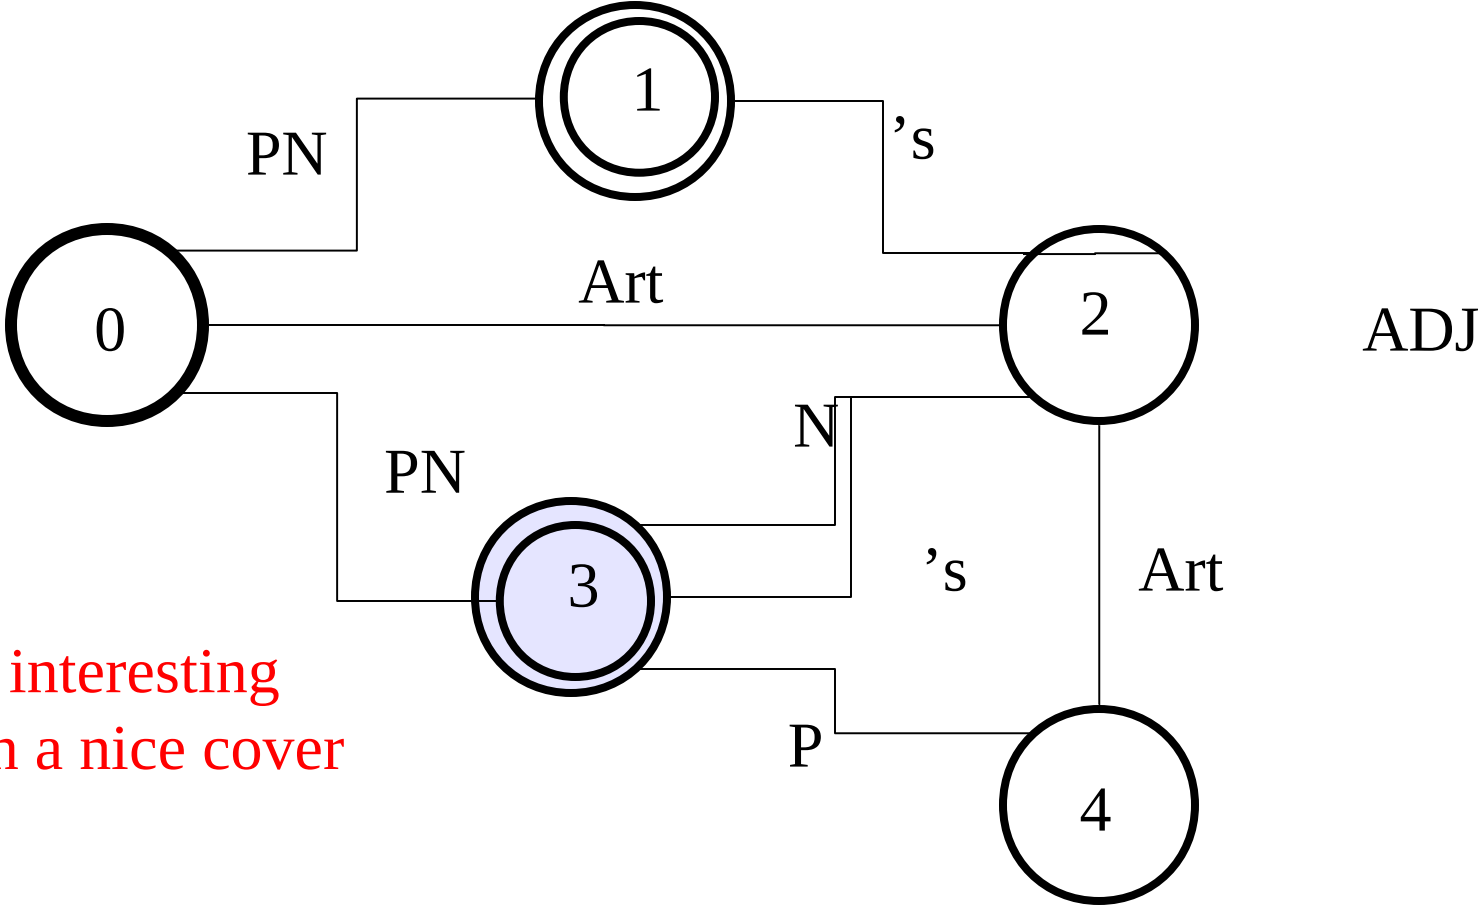 1
PN
’s
Art
0
2
ADJ
N
PN
’s
Art
3
interesting
a nice cover
P
4